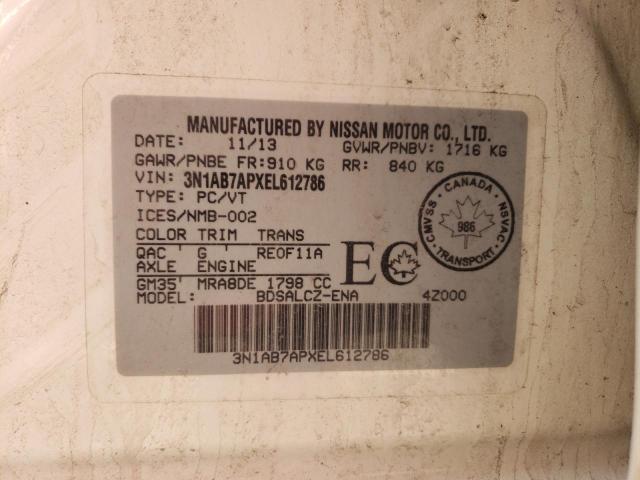 MANUFACTURED BY NISSAN MOTOR CO., LTD.
DATE: 11/13 GVWR/PNBV: 1716 KG
GAWR/PNBE FR:910 KG RR: 840 KG
VIN: 3N1AB7APXEL612786
TYPE: PC/VT
ICES/NMB-002
COLOR TRIM TRANS
QAC ' G ' REOF11A
AXLE ENGINE
GM35' MRA8DE 1798 CC
MODEL: BDSALCZ-ENA 4Z000
EC
CANADA
CMVSS · NSVAC
986
TRANSPORT
3N1AB7APXEL612786